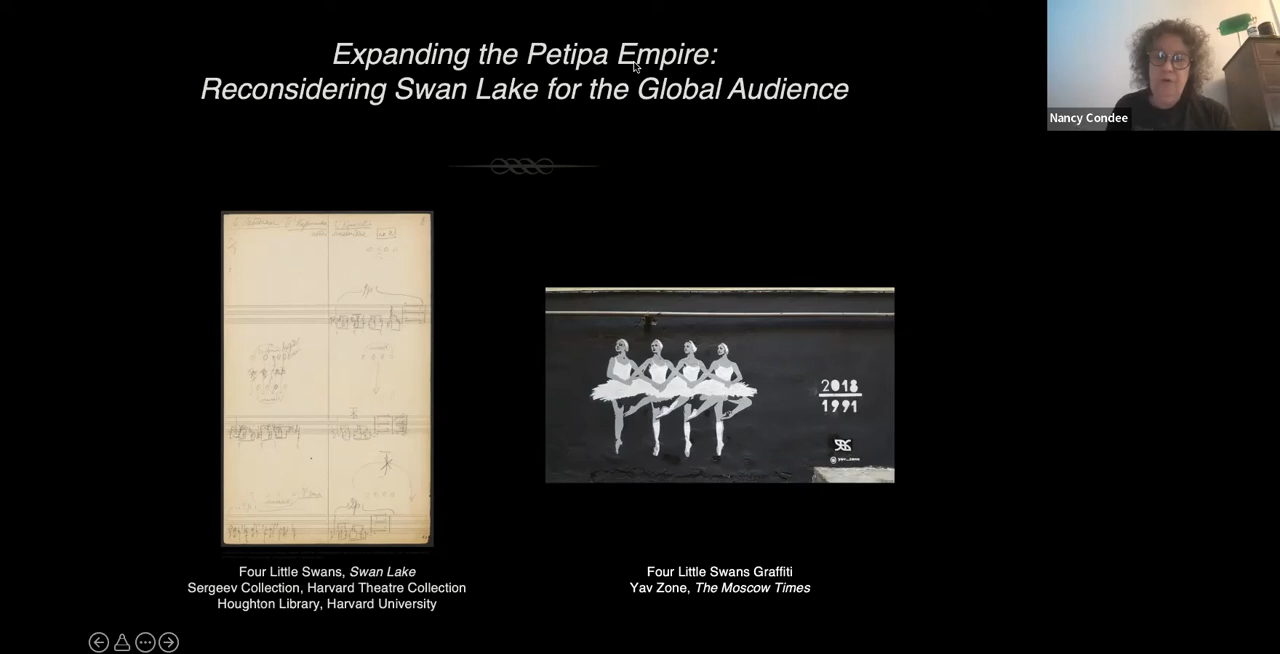 Expanding the Petipa Empire:
Reconsidering Swan Lake for the Global Audience
Nancy Condee
2018
1991
yav_zone
Four Little Swans, Swan Lake
Sergeev Collection, Harvard Theatre Collection
Houghton Library, Harvard University
Four Little Swans Graffiti
Yav Zone, The Moscow Times